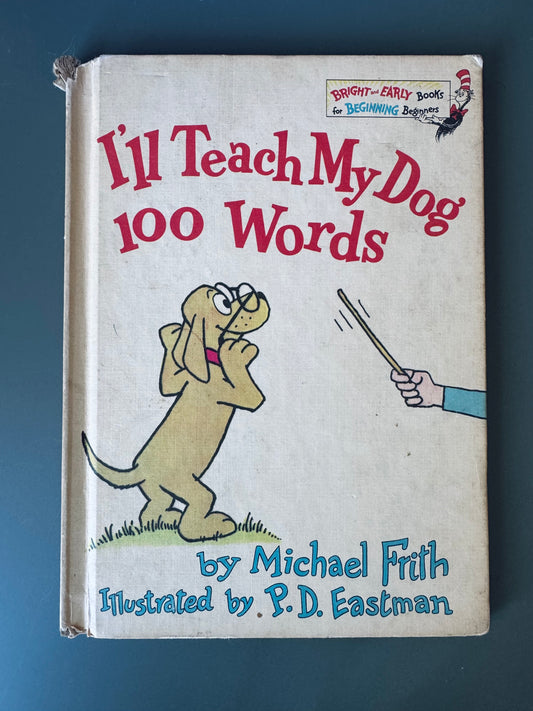 BRIGHT and EARLY Books
for BEGINNING Beginners
I'll Teach My Dog
100 Words
by Michael Frith
Illustrated by P. D. Eastman